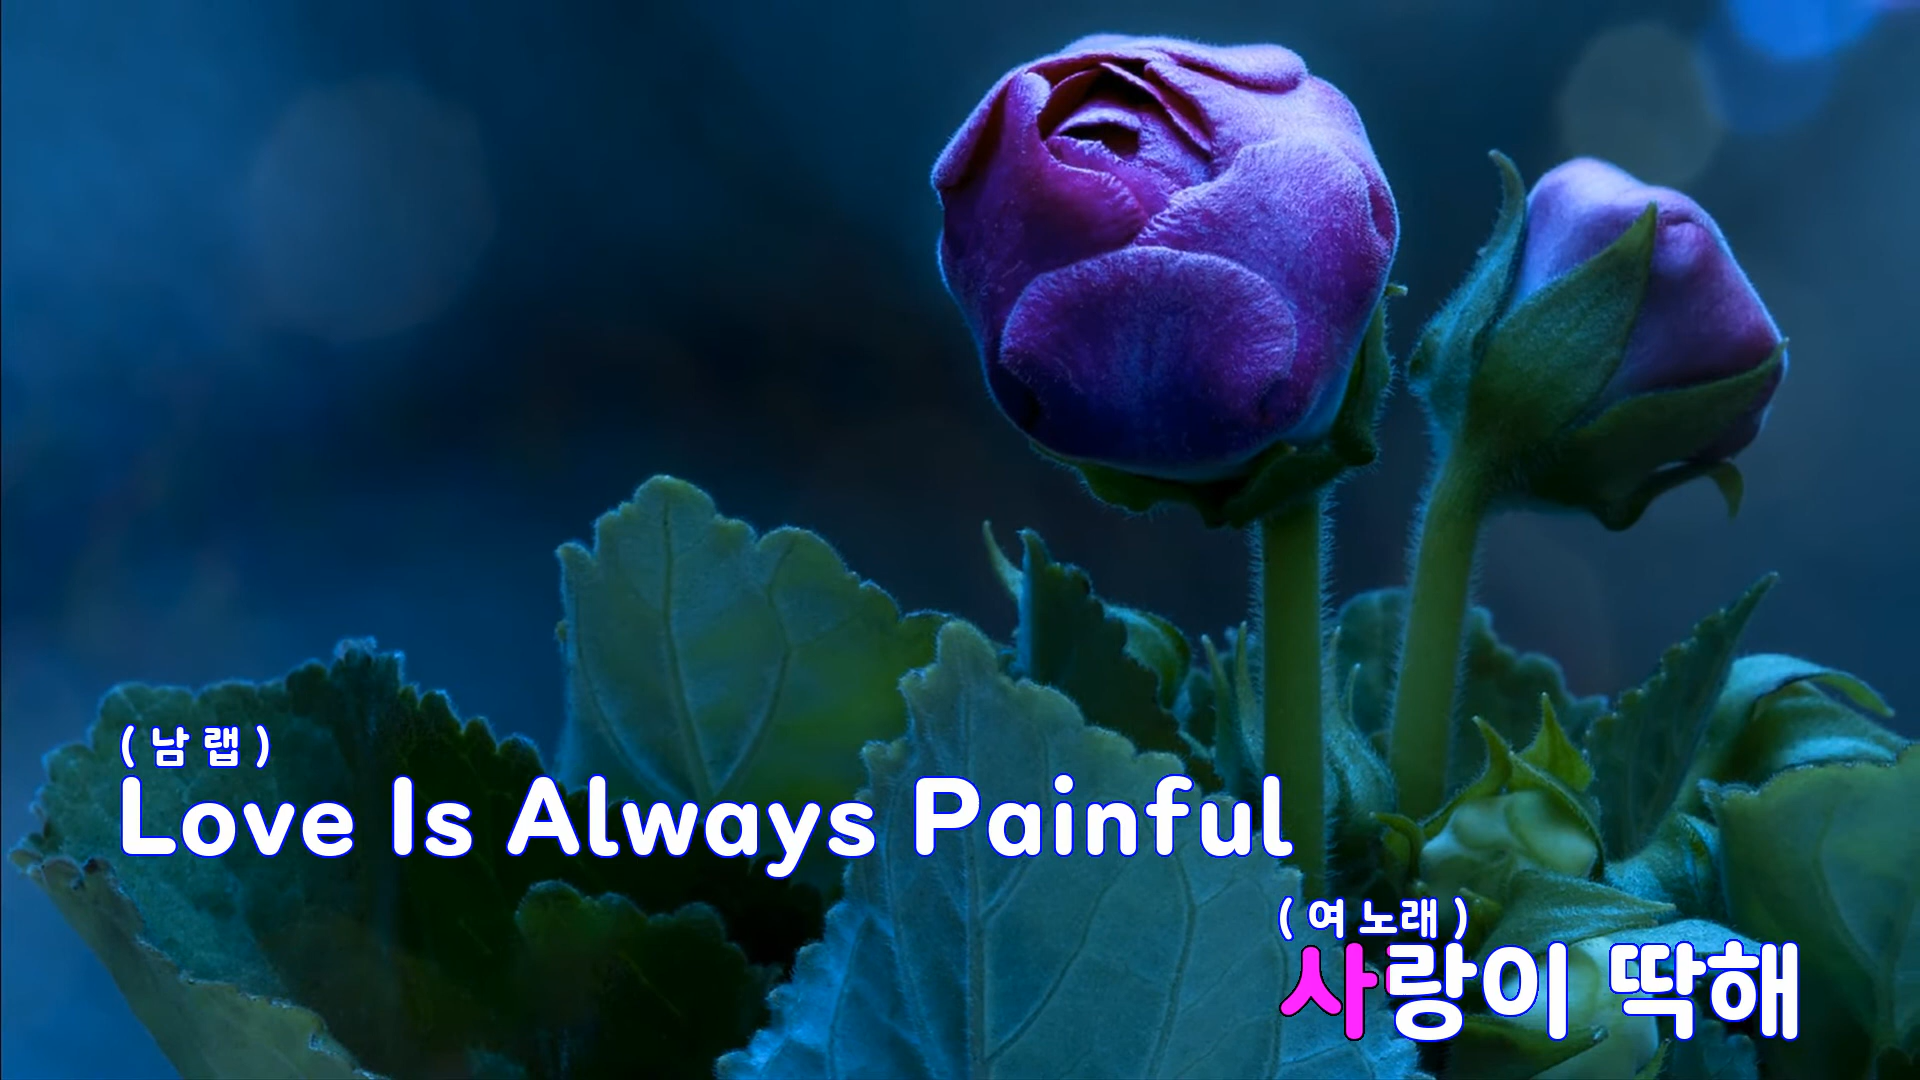 ( 남 랩 )
Love Is Always Painful
( 여 노래 )
사랑이 딱해